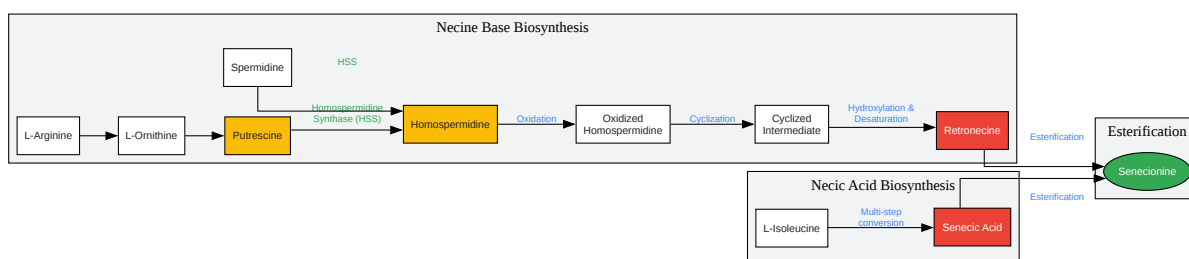 Necine Base Biosynthesis
Spermidine
HSS
L-Arginine
L-Ornithine
Putrescine
Homospermidine
Synthase (HSS)
Homospermidine
Oxidation
Oxidized
Homospermidine
Cyclization
Cyclized
Intermediate
Hydroxylation &
Desaturation
Retronecine
Esterification
Esterification
Senecionine
Necic Acid Biosynthesis
L-Isoleucine
Multi-step
conversion
Senecic Acid
Esterification